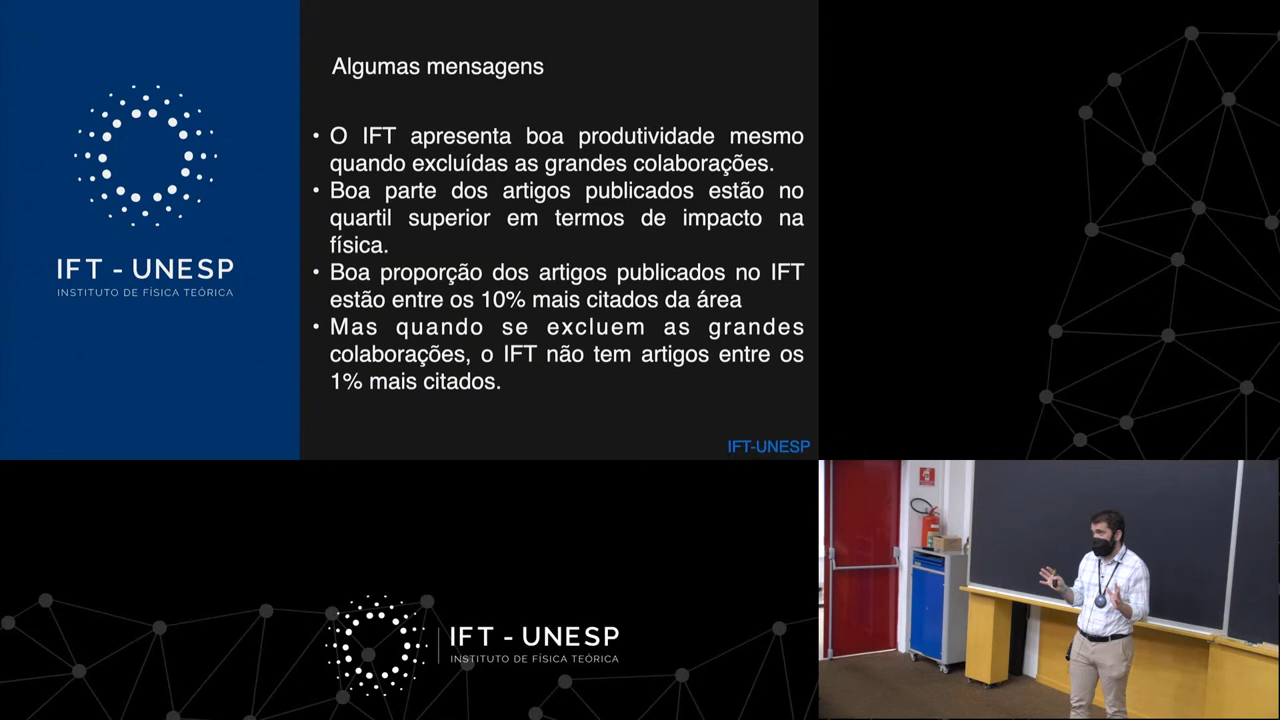 IFT - UNESP
INSTITUTO DE FÍSICA TEÓRICA
Algumas mensagens
• O IFT apresenta boa produtividade mesmo
quando excluídas as grandes colaborações.
• Boa parte dos artigos publicados estão no
quartil superior em termos de impacto na
física.
• Boa proporção dos artigos publicados no IFT
estão entre os 10% mais citados da área
• Mas quando se excluem as grandes
colaborações, o IFT não tem artigos entre os
1% mais citados.
IFT-UNESP
IFT - UNESP
INSTITUTO DE FÍSICA TEÓRICA